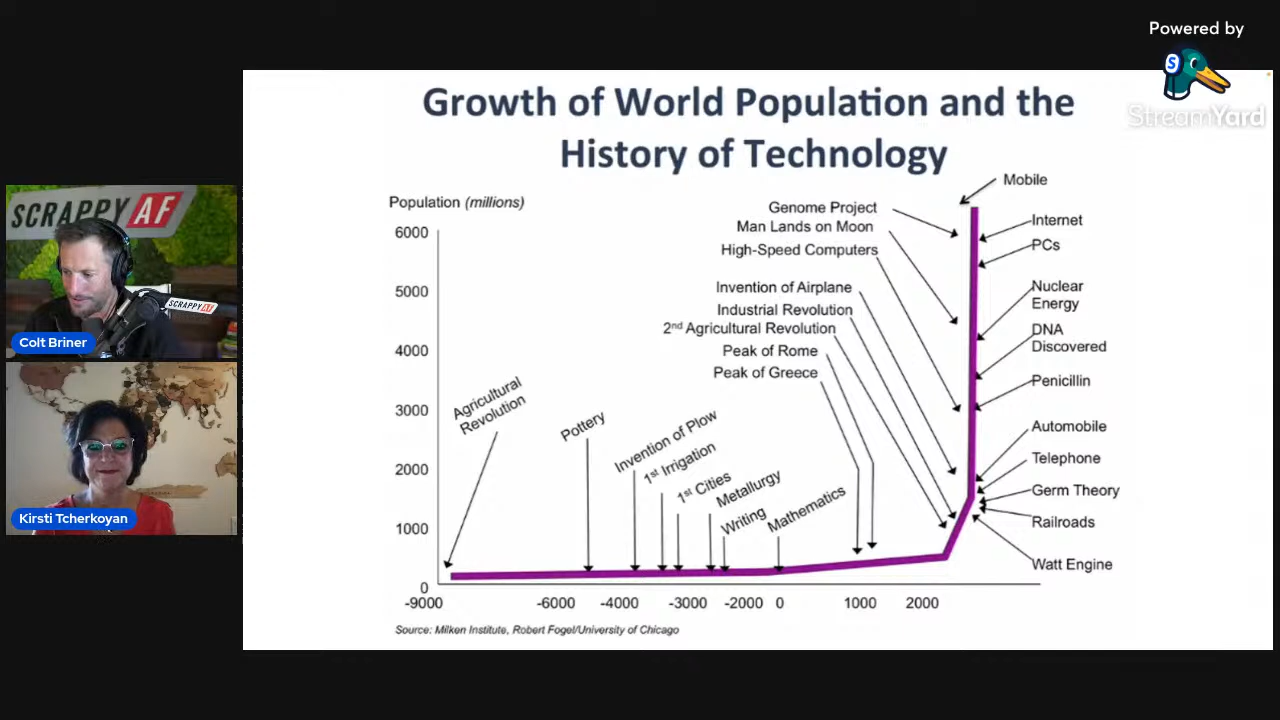 Powered by
StreamYard
Growth of World Population and the
History of Technology
Population (millions)
6000
5000
4000
3000
2000
1000
0
-9000
-6000
-4000
-3000
-2000
0
1000
2000
Agricultural
Revolution
Pottery
Invention of Plow
1st Irrigation
1st Cities
Metallurgy
Writing
Mathematics
Genome Project
Man Lands on Moon
High-Speed Computers
Invention of Airplane
Industrial Revolution
2nd Agricultural Revolution
Peak of Rome
Peak of Greece
Mobile
Internet
PCs
Nuclear
Energy
DNA
Discovered
Penicillin
Automobile
Telephone
Germ Theory
Railroads
Watt Engine
Source: Milken Institute, Robert Fogel/University of Chicago
SCRAPPY AF
SCRAPPY AF
Colt Briner
Kirsti Tcherkoyan